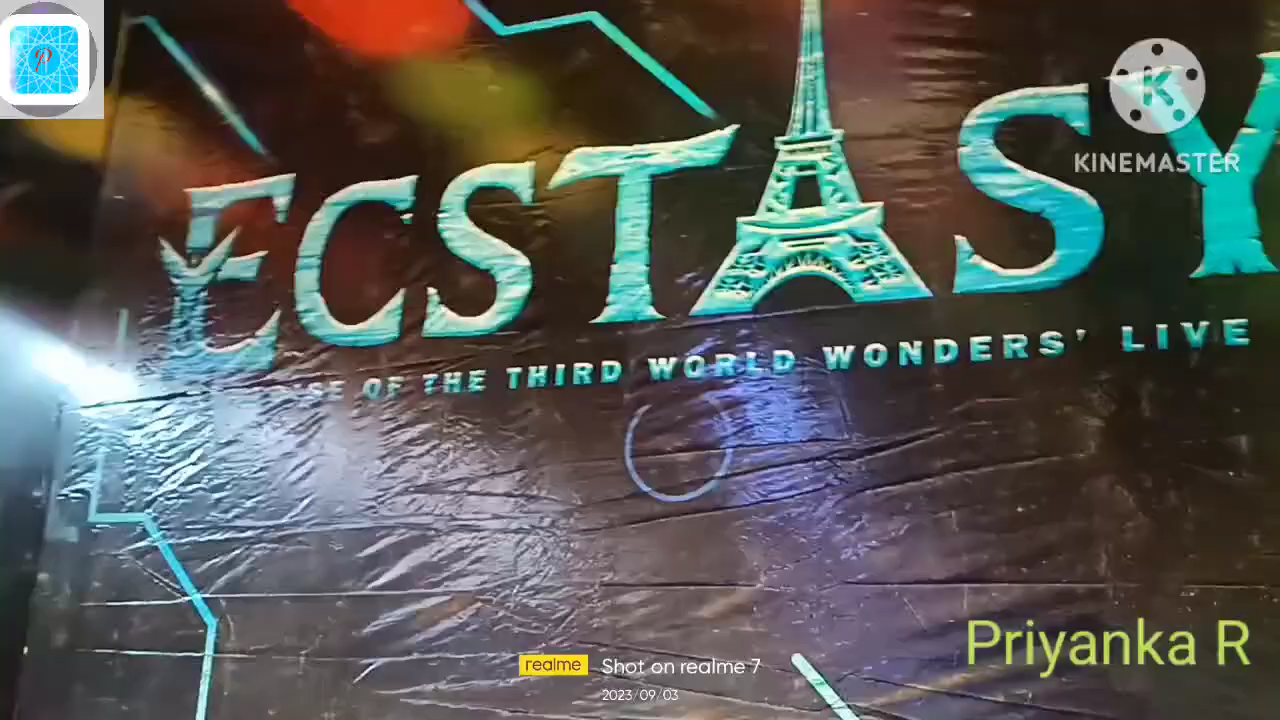 P
K
KINEMASTER
ECSTASY
OF THE THIRD WORLD WONDERS' LIVE
Priyanka R
realme Shot on realme 7
2023/09/03